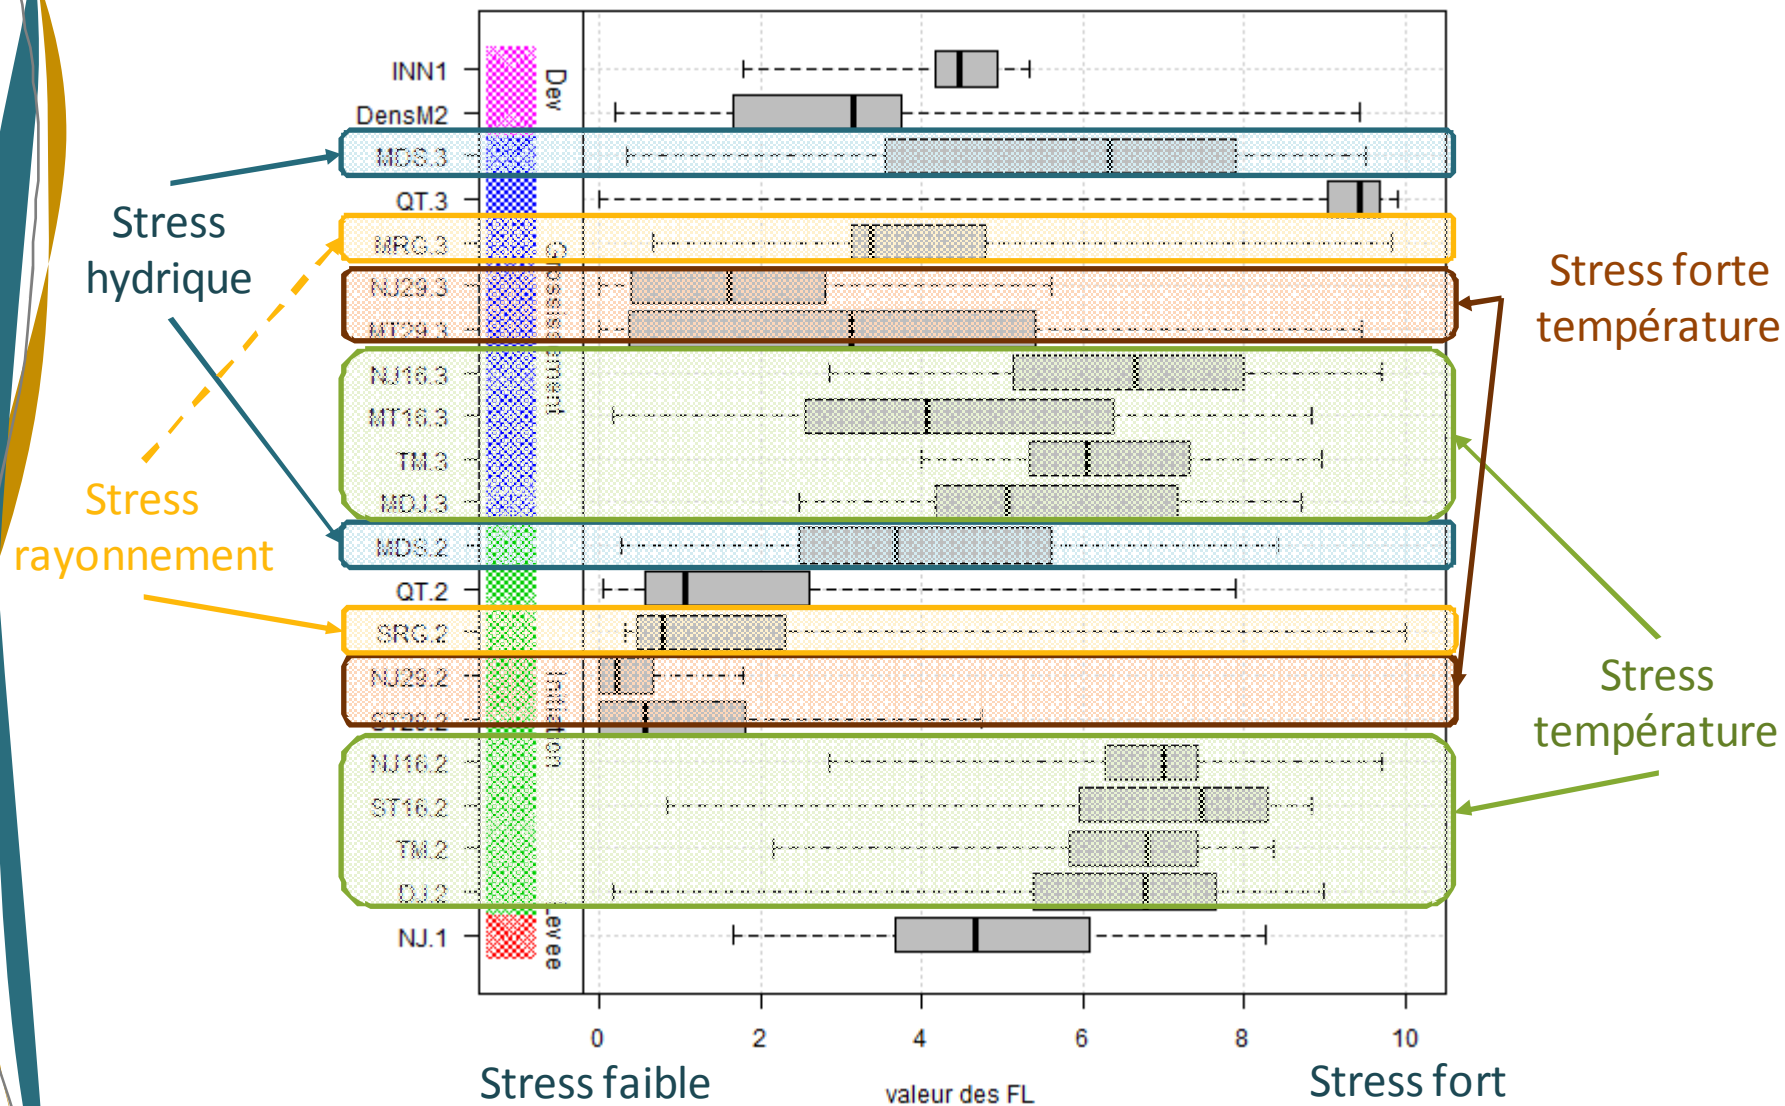 INN1
DensM2
MDS.3
QT.3
MRG.3
NJ29.3
MT29.3
NJ16.3
MT16.3
TM.3
MDJ.3
MDS.2
QT.2
SRG.2
NJ29.2
ST29.2
NJ16.2
ST16.2
TM.2
DJ.2
NJ.1
Dev
Grossissement
Initiation
Levee
Stress
hydrique
Stress
rayonnement
Stress forte
température
Stress
température
0 2 4 6 8 10
Stress faible
valeur des FL
Stress fort